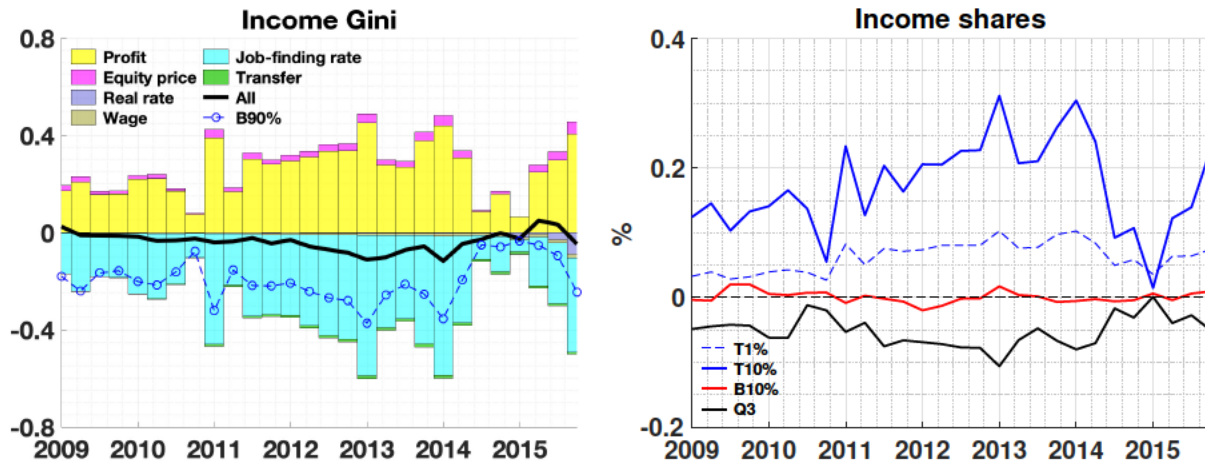 Income Gini
0.8
0.4
0
-0.4
-0.8
Profit
Equity price
Real rate
Wage
Job-finding rate
Transfer
All
B90%
2009 2010 2011 2012 2013 2014 2015
Income shares
%
0.4
0.2
0
-0.2
T1%
T10%
B10%
Q3
2009 2010 2011 2012 2013 2014 2015